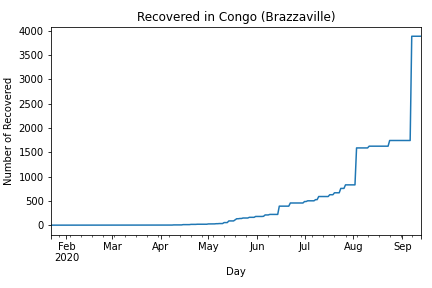 Recovered in Congo (Brazzaville)
4000
3500
3000
2500
2000
1500
1000
500
0
Number of Recovered
Feb Mar Apr May Jun Jul Aug Sep
2020
Day